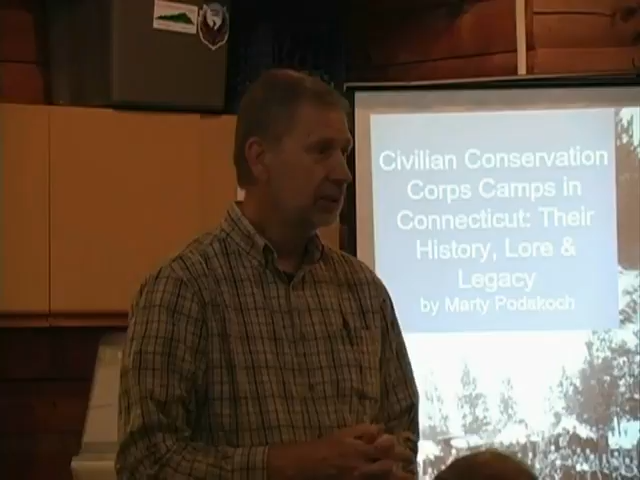 Civilian Conservation
Corps Camps in
Connecticut: Their
History, Lore &
Legacy
by Marty Podskoch